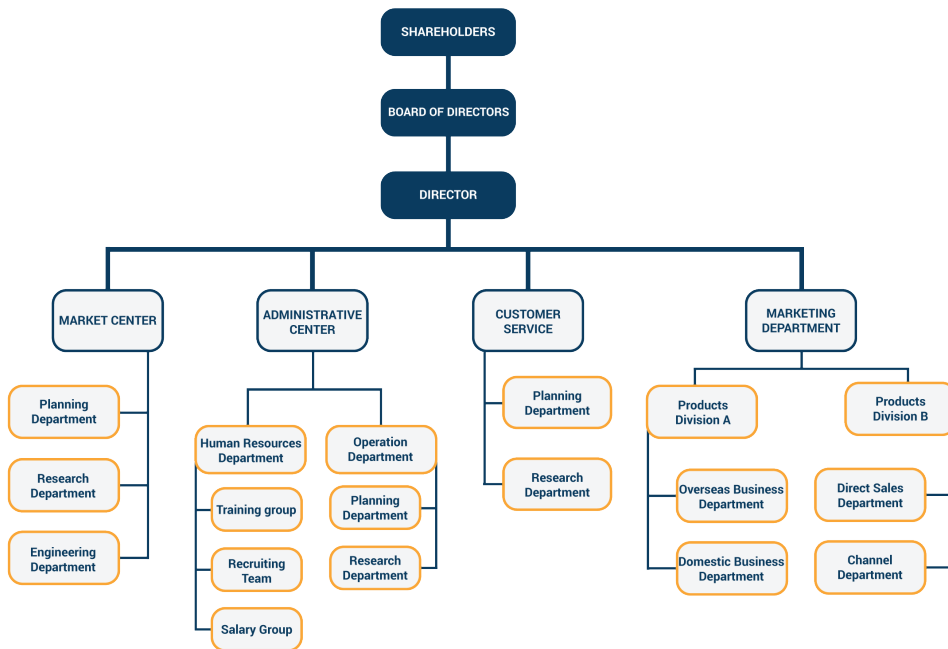 SHAREHOLDERS
BOARD OF DIRECTORS
DIRECTOR
MARKET CENTER
ADMINISTRATIVE
CENTER
CUSTOMER
SERVICE
MARKETING
DEPARTMENT
Planning
Department
Research
Department
Engineering
Department
Human Resources
Department
Training group
Recruiting
Team
Salary Group
Operation
Department
Planning
Department
Research
Department
Planning
Department
Research
Department
Products
Division A
Overseas Business
Department
Domestic Business
Department
Products
Division B
Direct Sales
Department
Channel
Department